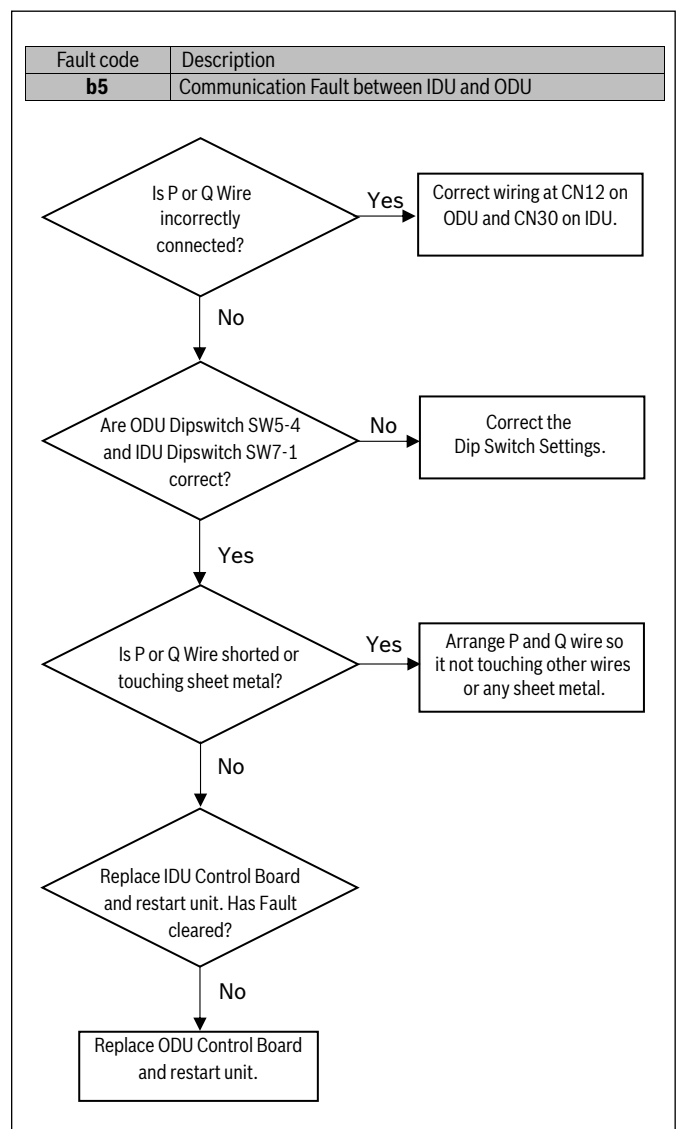 Fault code Description
b5 Communication Fault between IDU and ODU
Is P or Q Wire
incorrectly
connected?
Yes
Correct wiring at CN12 on
ODU and CN30 on IDU.
No
Are ODU Dipswitch SW5-4
and IDU Dipswitch SW7-1
correct?
No
Correct the
Dip Switch Settings.
Yes
Is P or Q Wire shorted or
touching sheet metal?
Yes
Arrange P and Q wire so
it not touching other wires
or any sheet metal.
No
Replace IDU Control Board
and restart unit. Has Fault
cleared?
No
Replace ODU Control Board
and restart unit.